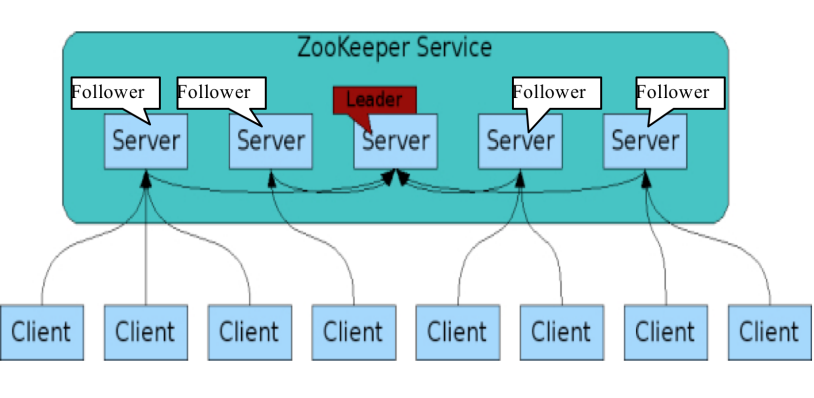 ZooKeeper Service
Follower
Follower
Leader
Follower
Follower
Server
Server
Server
Server
Server
Client
Client
Client
Client
Client
Client
Client
Client